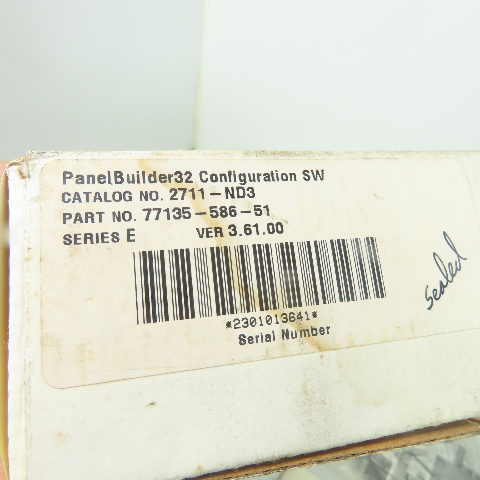 PanelBuilder32 Configuration SW
CATALOG NO. 2711-ND3
PART NO. 77135-586-51
SERIES E VER 3.61.00
*2301013641*
Serial Number
Sealed